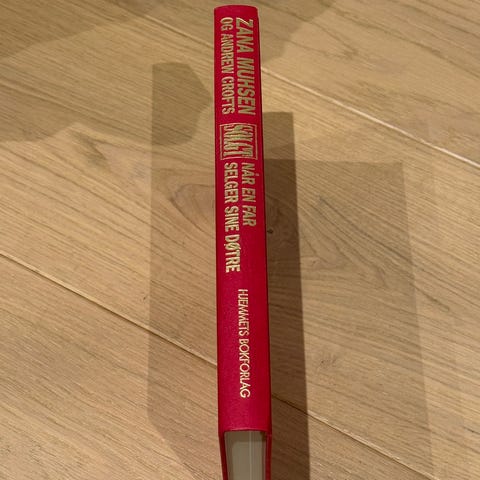 ZANA MUHSEN
OG ANDREW CROFTS
SOLGT
NÅR EN FAR
SELGER SINE DØTRE
HJEMMETS BOKFORLAG